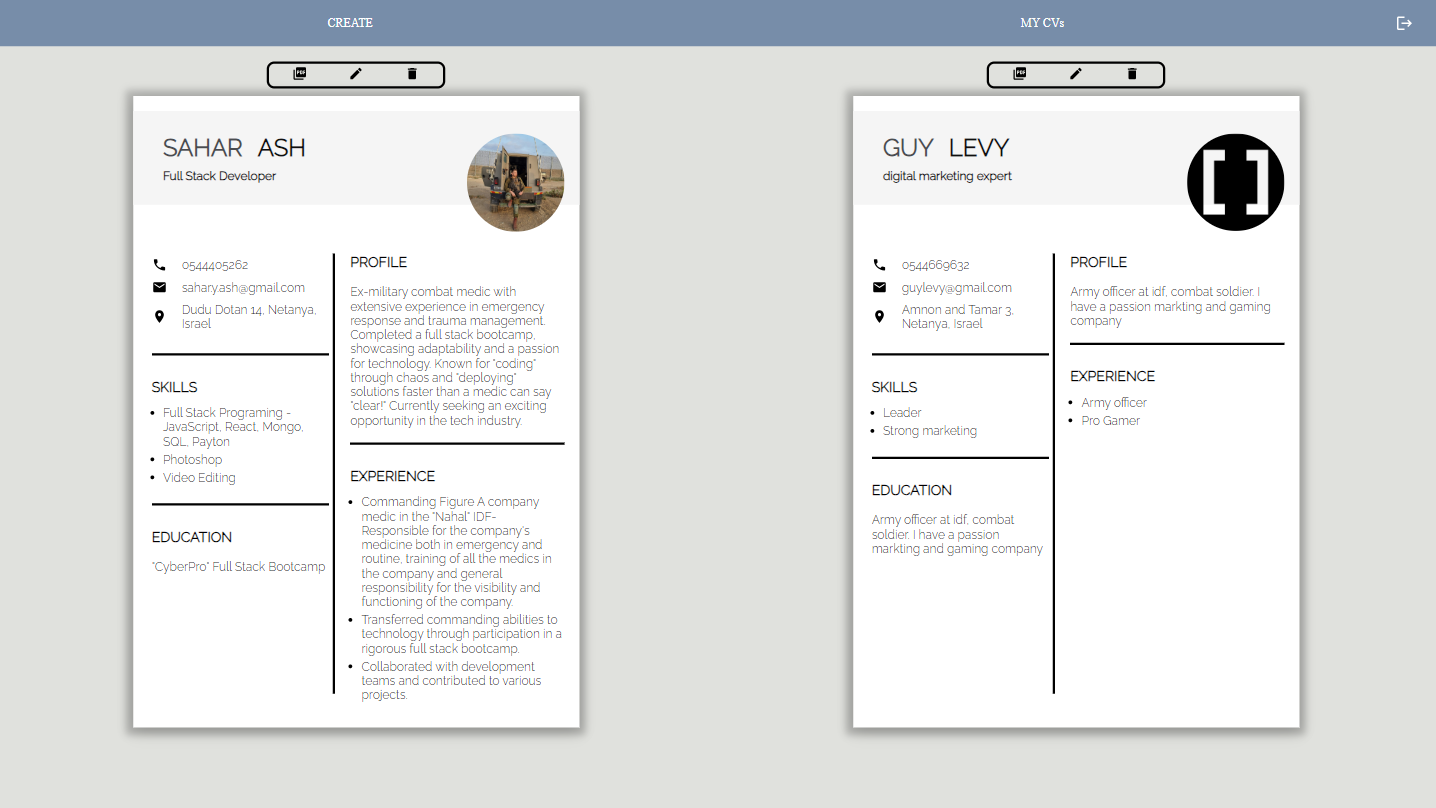 CREATE
MY CVs
PDF
PDF
SAHAR ASH
Full Stack Developer
0544405262
sahary.ash@gmail.com
Dudu Dotan 14, Netanya,
Israel
SKILLS
Full Stack Programing -
JavaScript, React, Mongo,
SQL, Payton
Photoshop
Video Editing
EDUCATION
"CyberPro" Full Stack Bootcamp
PROFILE
Ex-military combat medic with
extensive experience in emergency
response and trauma management.
Completed a full stack bootcamp,
showcasing adaptability and a passion
for technology. Known for "coding"
through chaos and "deploying"
solutions faster than a medic can say
"clear!" Currently seeking an exciting
opportunity in the tech industry.
EXPERIENCE
Commanding Figure A company
medic in the "Nahal" IDF-
Responsible for the company's
medicine both in emergency and
routine, training of all the medics in
the company and general
responsibility for the visibility and
functioning of the company.
Transferred commanding abilities to
technology through participation in a
rigorous full stack bootcamp.
Collaborated with development
teams and contributed to various
projects.
GUY LEVY
digital marketing expert
0544669632
guylevy@gmail.com
Amnon and Tamar 3,
Netanya, Israel
SKILLS
Leader
Strong marketing
EDUCATION
Army officer at idf, combat
soldier. I have a passion
markting and gaming company
PROFILE
Army officer at idf, combat soldier. I
have a passion markting and gaming
company
EXPERIENCE
Army officer
Pro Gamer